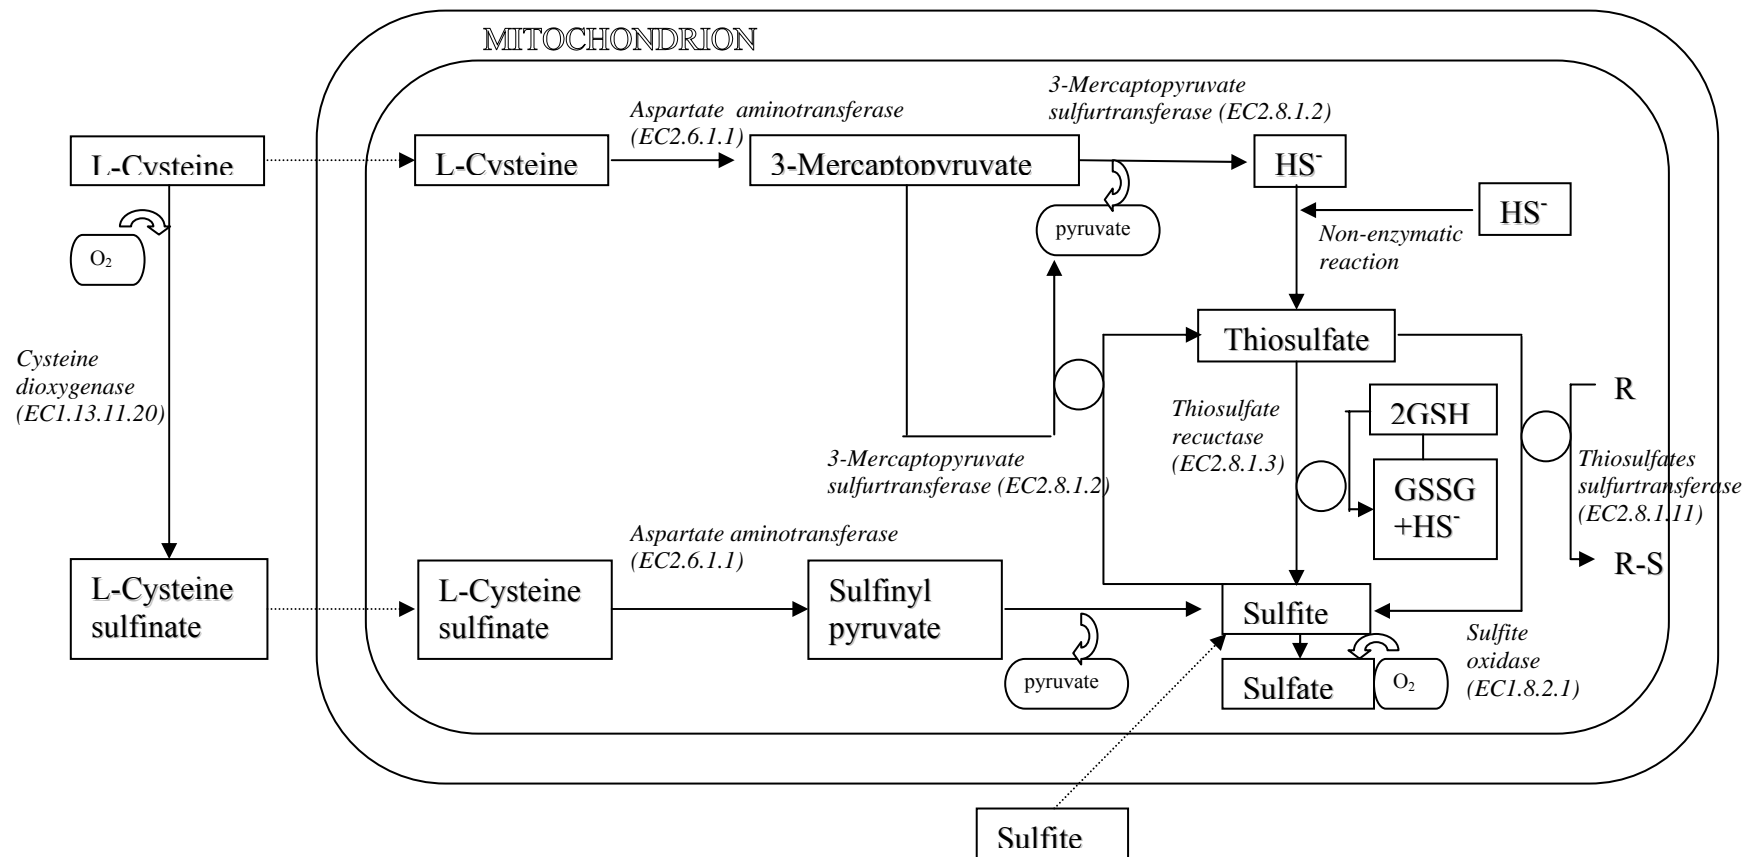 MITOCHONDRION
3-Mercaptopyruvate
sulfurtransferase (EC2.8.1.2)
Aspartate aminotransferase
(EC2.6.1.1)
L-Cysteine
L-Cysteine
3-Mercaptopyruvate
HS-
HS-
pyruvate
Non-enzymatic
reaction
O2
Thiosulfate
Cysteine
dioxygenase
(EC1.13.11.20)
Thiosulfate
recuctase
(EC2.8.1.3)
2GSH
R
3-Mercaptopyruvate
sulfurtransferase (EC2.8.1.2)
GSSG
+HS-
Thiosulfates
sulfurtransferase
(EC2.8.1.11)
Aspartate aminotransferase
(EC2.6.1.1)
R-S
L-Cysteine
sulfinate
L-Cysteine
sulfinate
Sulfinyl
pyruvate
Sulfite
Sulfite
oxidase
(EC1.8.2.1)
pyruvate
Sulfate
O2
Sulfite